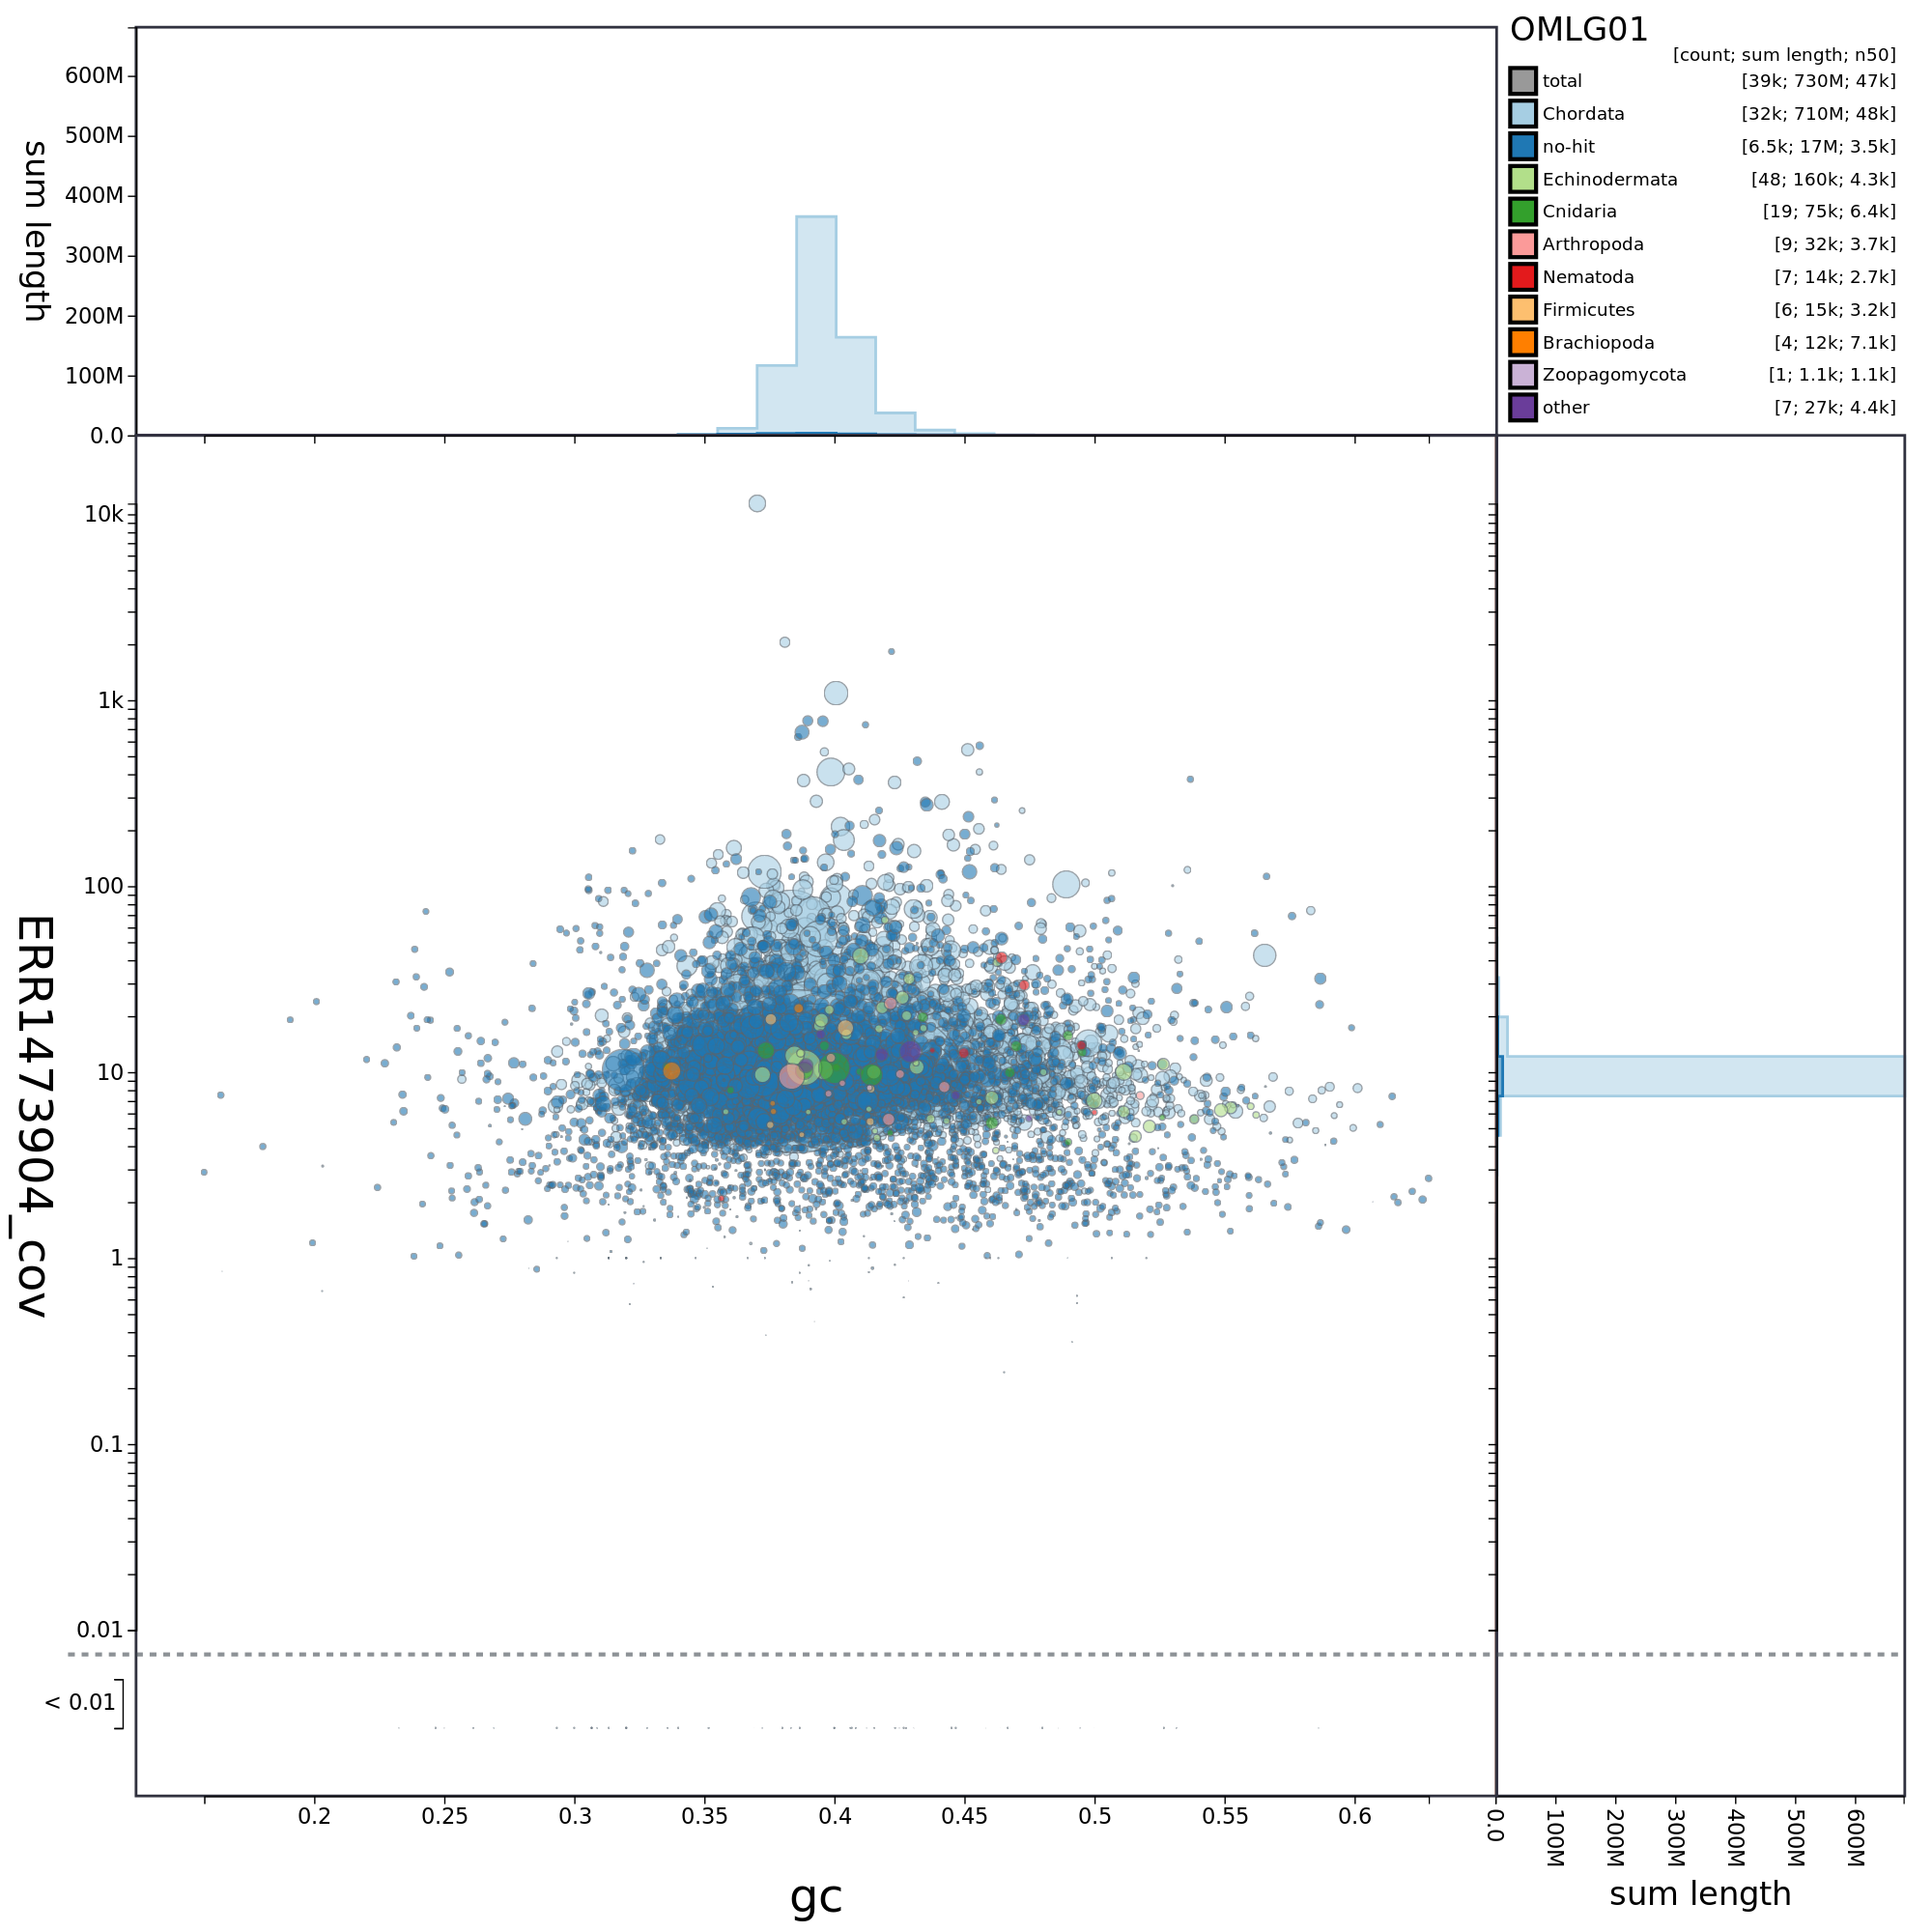 OMLG01
[count; sum length; n50]
total [39k; 730M; 47k]
Chordata [32k; 710M; 48k]
no-hit [6.5k; 17M; 3.5k]
Echinodermata [48; 160k; 4.3k]
Cnidaria [19; 75k; 6.4k]
Arthropoda [9; 32k; 3.7k]
Nematoda [7; 14k; 2.7k]
Firmicutes [6; 15k; 3.2k]
Brachiopoda [4; 12k; 7.1k]
Zoopagomycota [1; 1.1k; 1.1k]
other [7; 27k; 4.4k]
sum length
600M
500M
400M
300M
200M
100M
0.0
ERR1473904_cov
10k
1k
100
10
1
0.1
0.01
< 0.01
0.2 0.25 0.3 0.35 0.4 0.45 0.5 0.55 0.6
gc
0.0 100M 200M 300M 400M 500M 600M
sum length